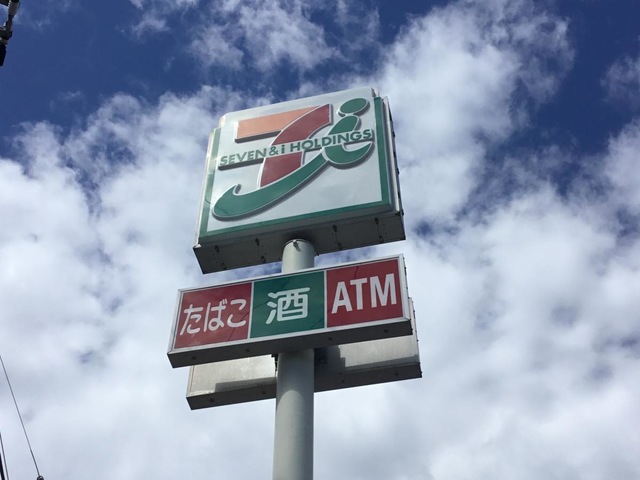 SEVEN & i HOLDINGS
たばこ 酒 ATM